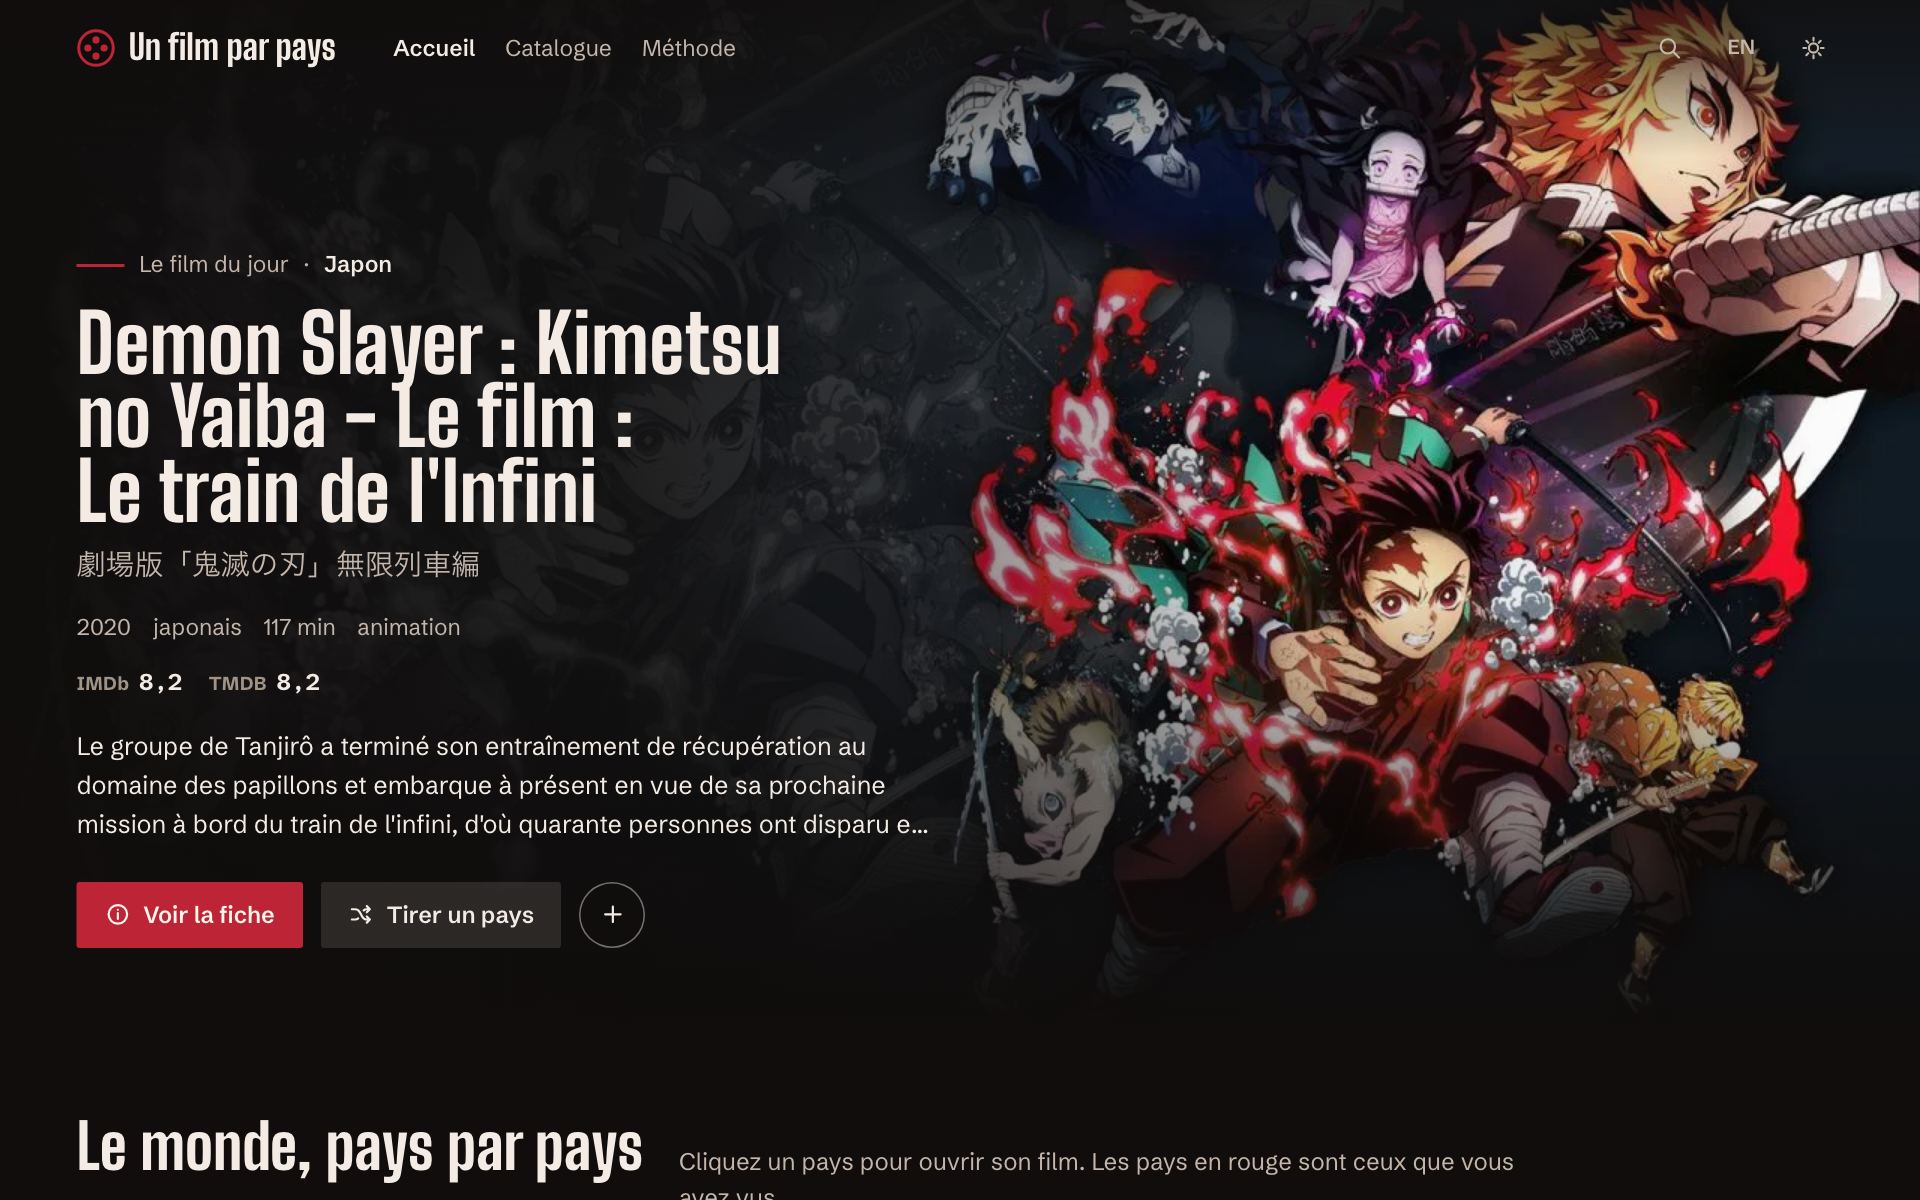 Un film par pays
Accueil
Catalogue
Méthode
EN
Le film du jour · Japon
Demon Slayer : Kimetsu
no Yaiba – Le film :
Le train de l'Infini
劇場版「鬼滅の刃」無限列車編
2020 japonais 117 min animation
IMDb 8,2 TMDB 8,2
Le groupe de Tanjirô a terminé son entraînement de récupération au
domaine des papillons et embarque à présent en vue de sa prochaine
mission à bord du train de l'infini, d'où quarante personnes ont disparu e...
Voir la fiche
Tirer un pays
Le monde, pays par pays
Cliquez un pays pour ouvrir son film. Les pays en rouge sont ceux que vous
avez vus.